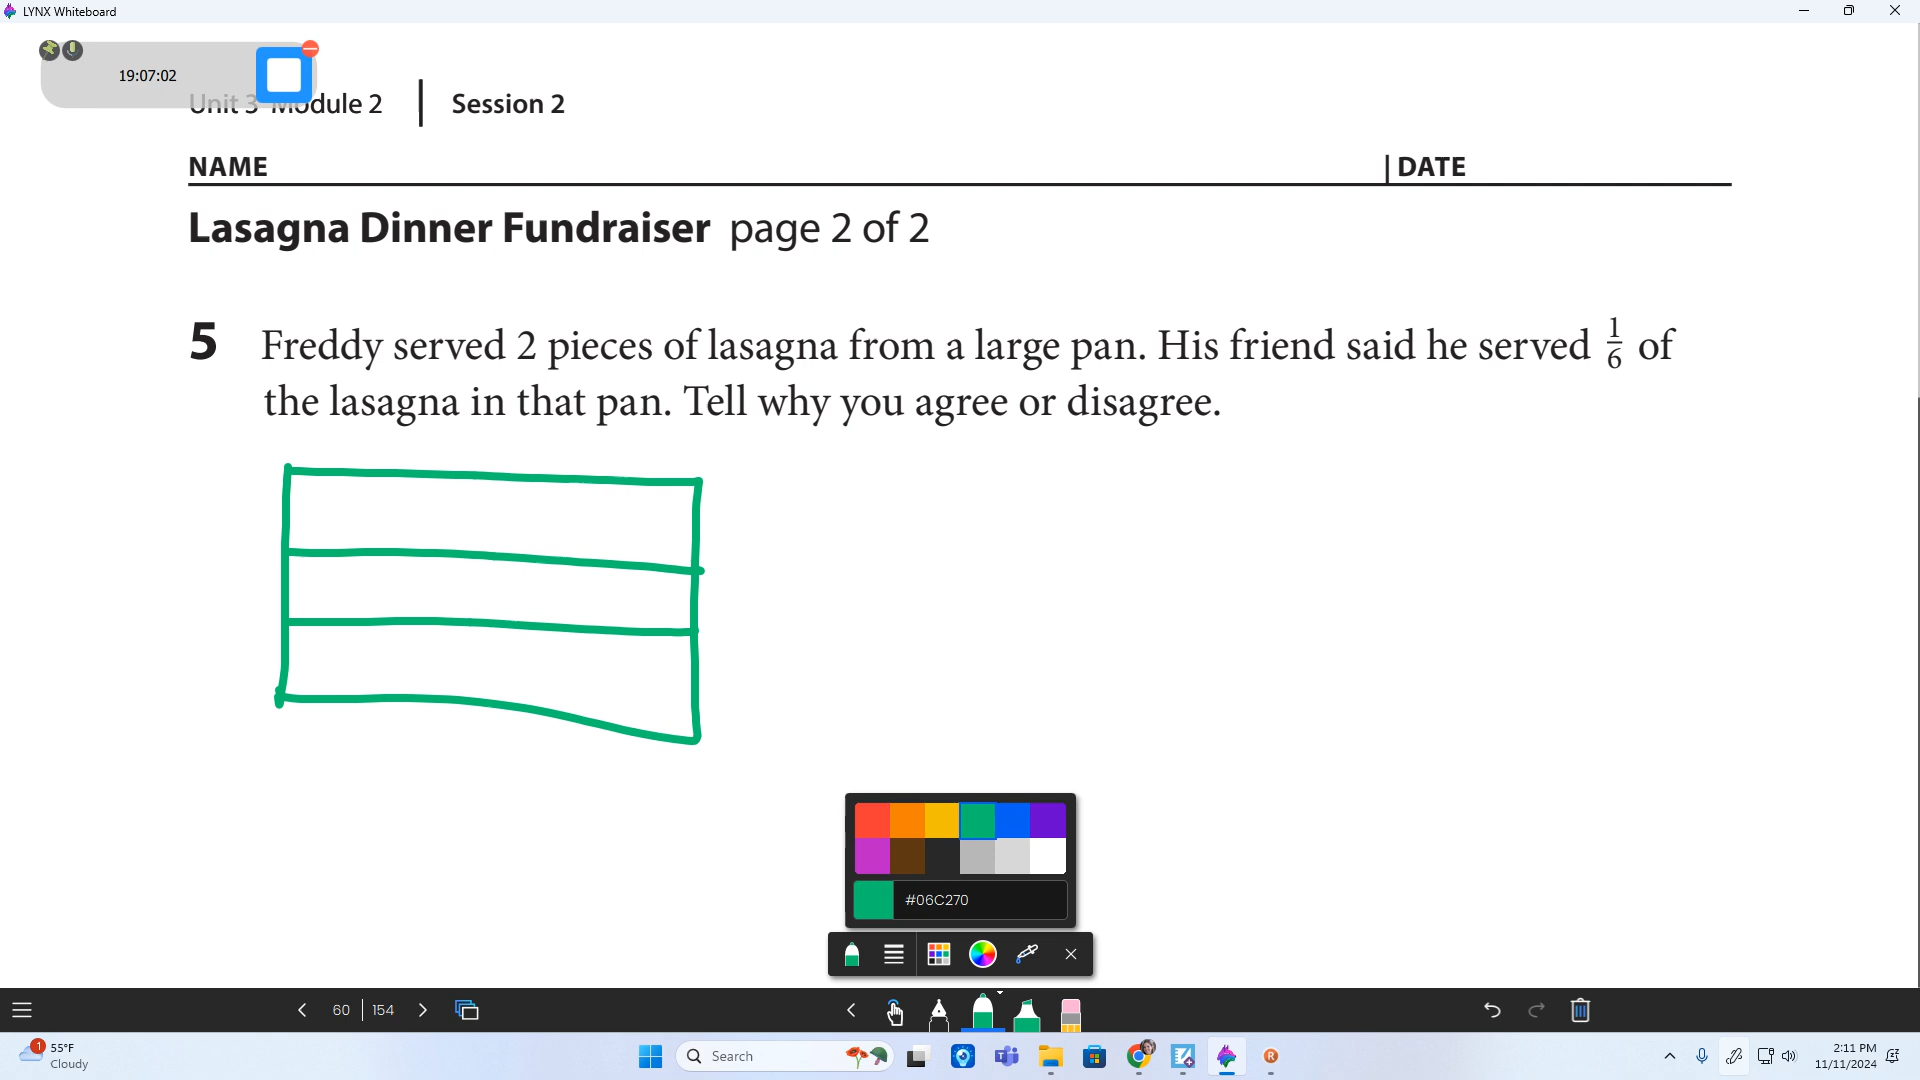 LYNX Whiteboard
19:07:02
Unit 3 Module 2 | Session 2
NAME | DATE
Lasagna Dinner Fundraiser page 2 of 2
5 Freddy served 2 pieces of lasagna from a large pan. His friend said he served 1/6 of
the lasagna in that pan. Tell why you agree or disagree.
#06C270
60 | 154
1
55°F
Cloudy
Search
R
2:11 PM
11/11/2024